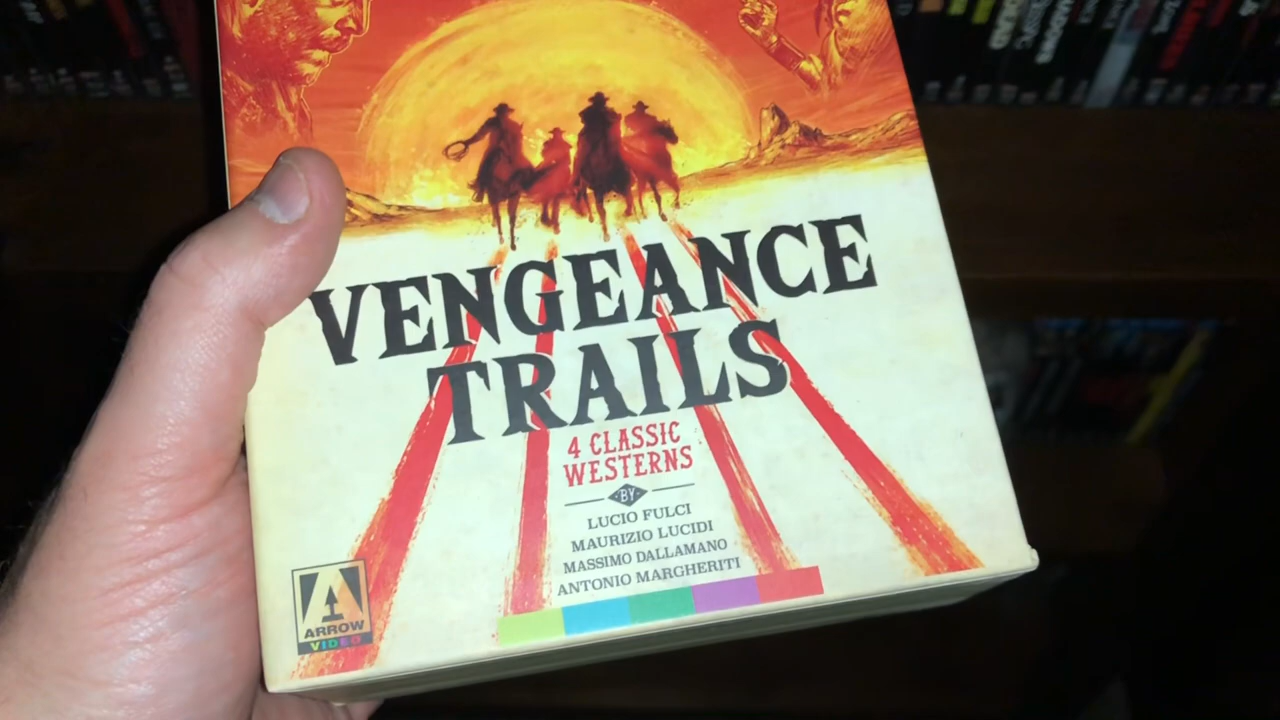 VENGEANCE
TRAILS
4 CLASSIC
WESTERNS
BY
LUCIO FULCI
MAURIZIO LUCIDI
MASSIMO DALLAMANO
ANTONIO MARGHERITI
ARROW
VIDEO